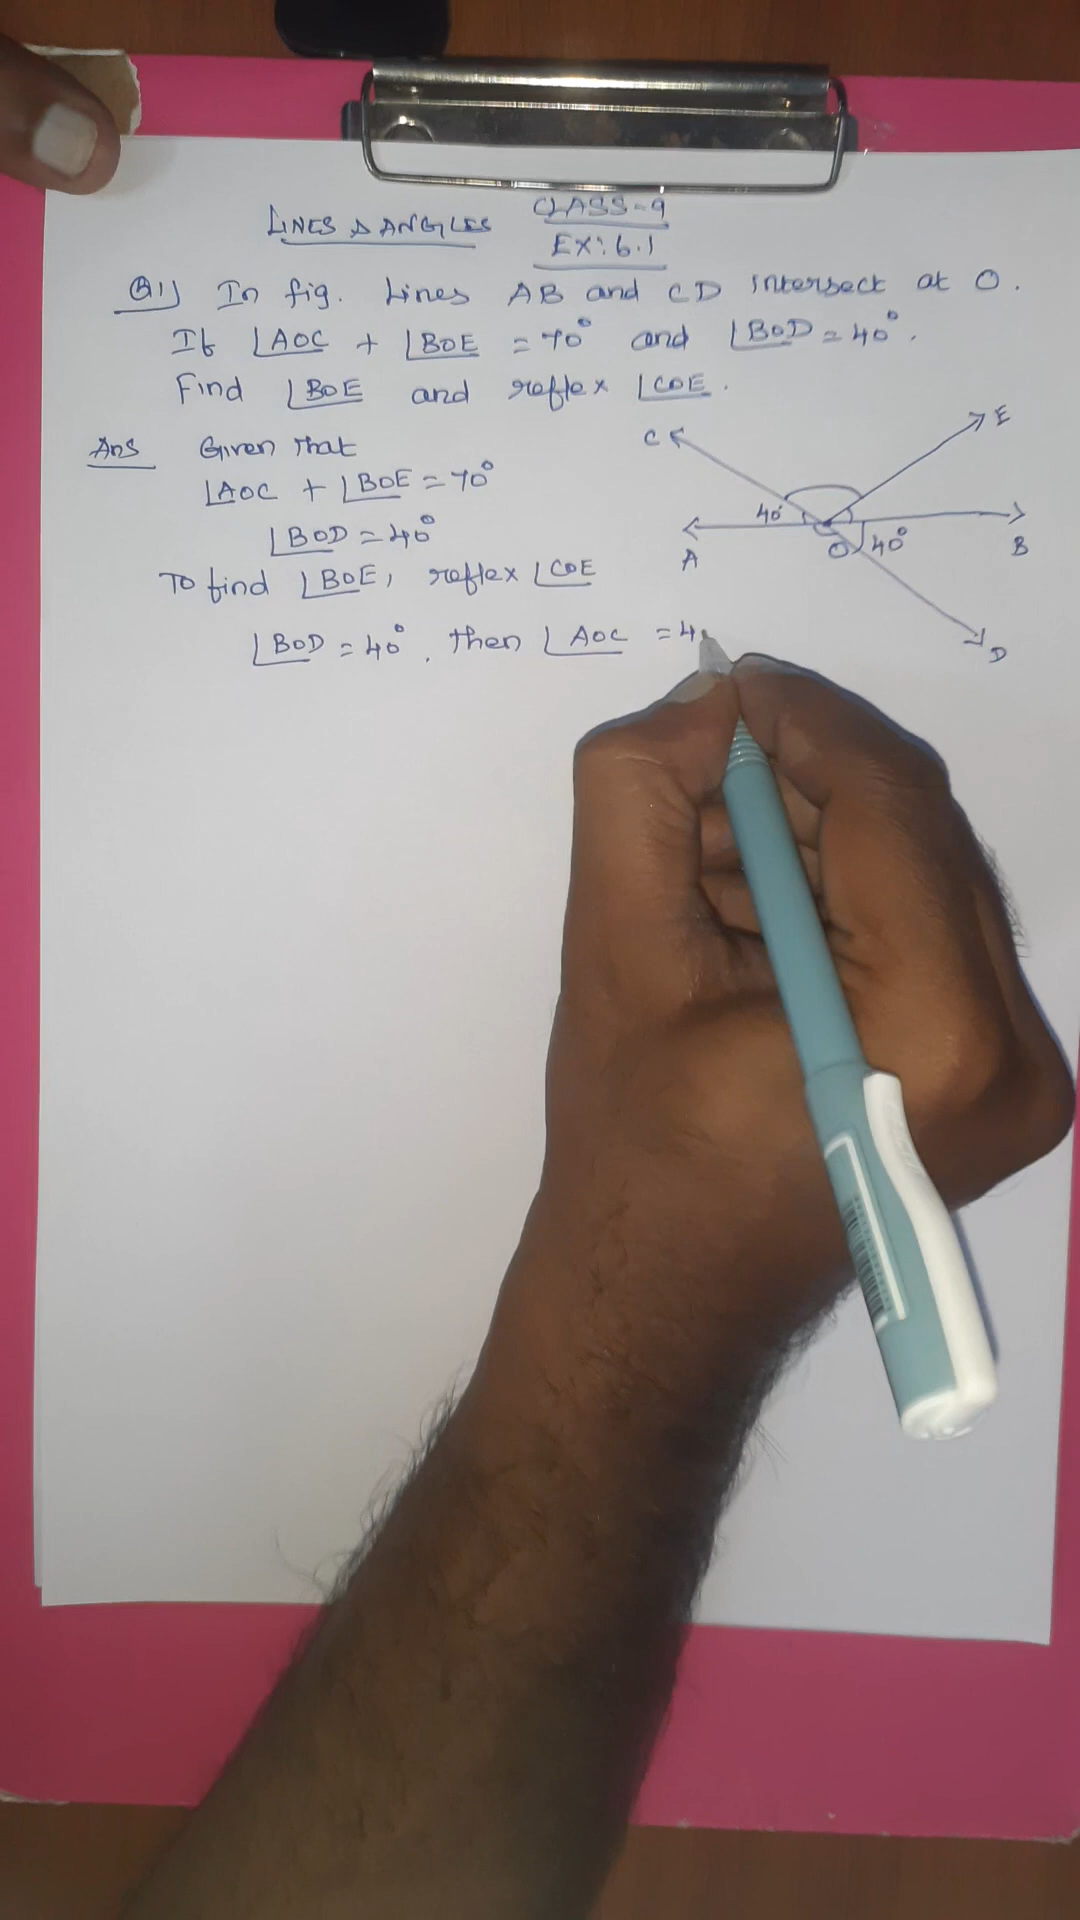 LINES & ANGLES CLASS-9
EX: 6.1
Q1) In fig. Lines AB and CD intersect at O.
If ∠AOC + ∠BOE = 70° and ∠BOD = 40°.
Find ∠BOE and reflex ∠COE.
Ans Given that
∠AOC + ∠BOE = 70°
∠BOD = 40°
To find ∠BOE, reflex ∠COE
∠BOD = 40°. then ∠AOC = 4
C
E
40°
A
O
40°
B
D